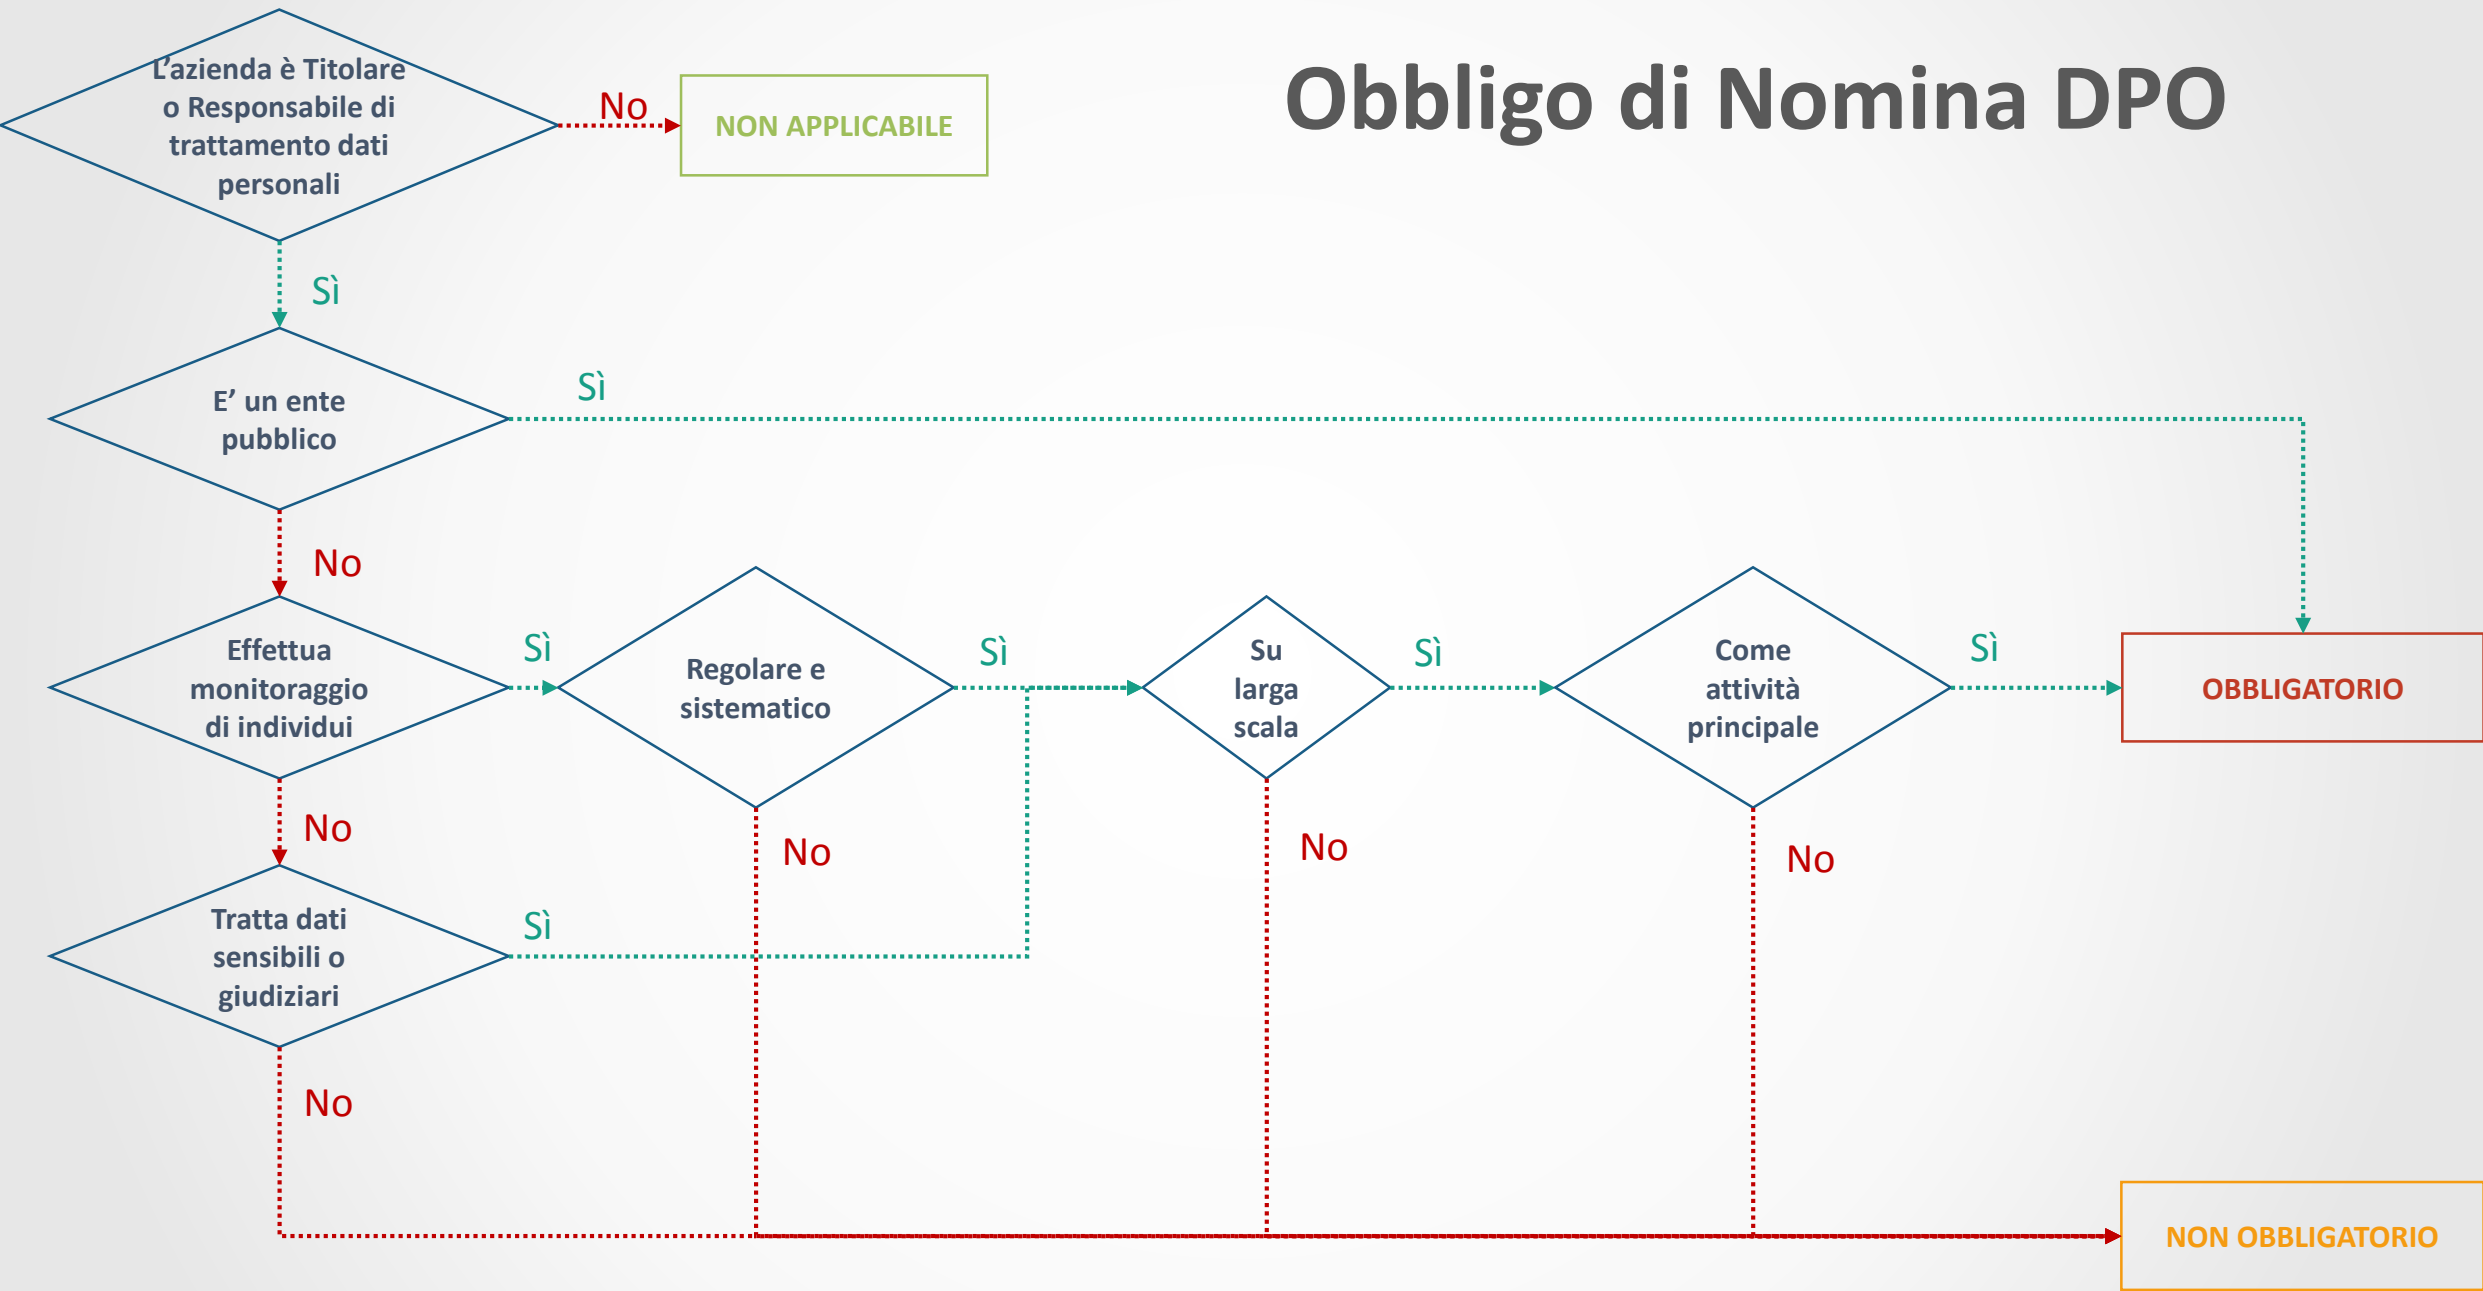 Obbligo di Nomina DPO
L’azienda è Titolare
o Responsabile di
trattamento dati
personali
No
NON APPLICABILE
Sì
E’ un ente
pubblico
Sì
No
Effettua
monitoraggio
di individui
Sì
Regolare e
sistematico
Sì
Su
larga
scala
Sì
Come
attività
principale
Sì
OBBLIGATORIO
No
No
No
No
Tratta dati
sensibili o
giudiziari
Sì
No
NON OBBLIGATORIO